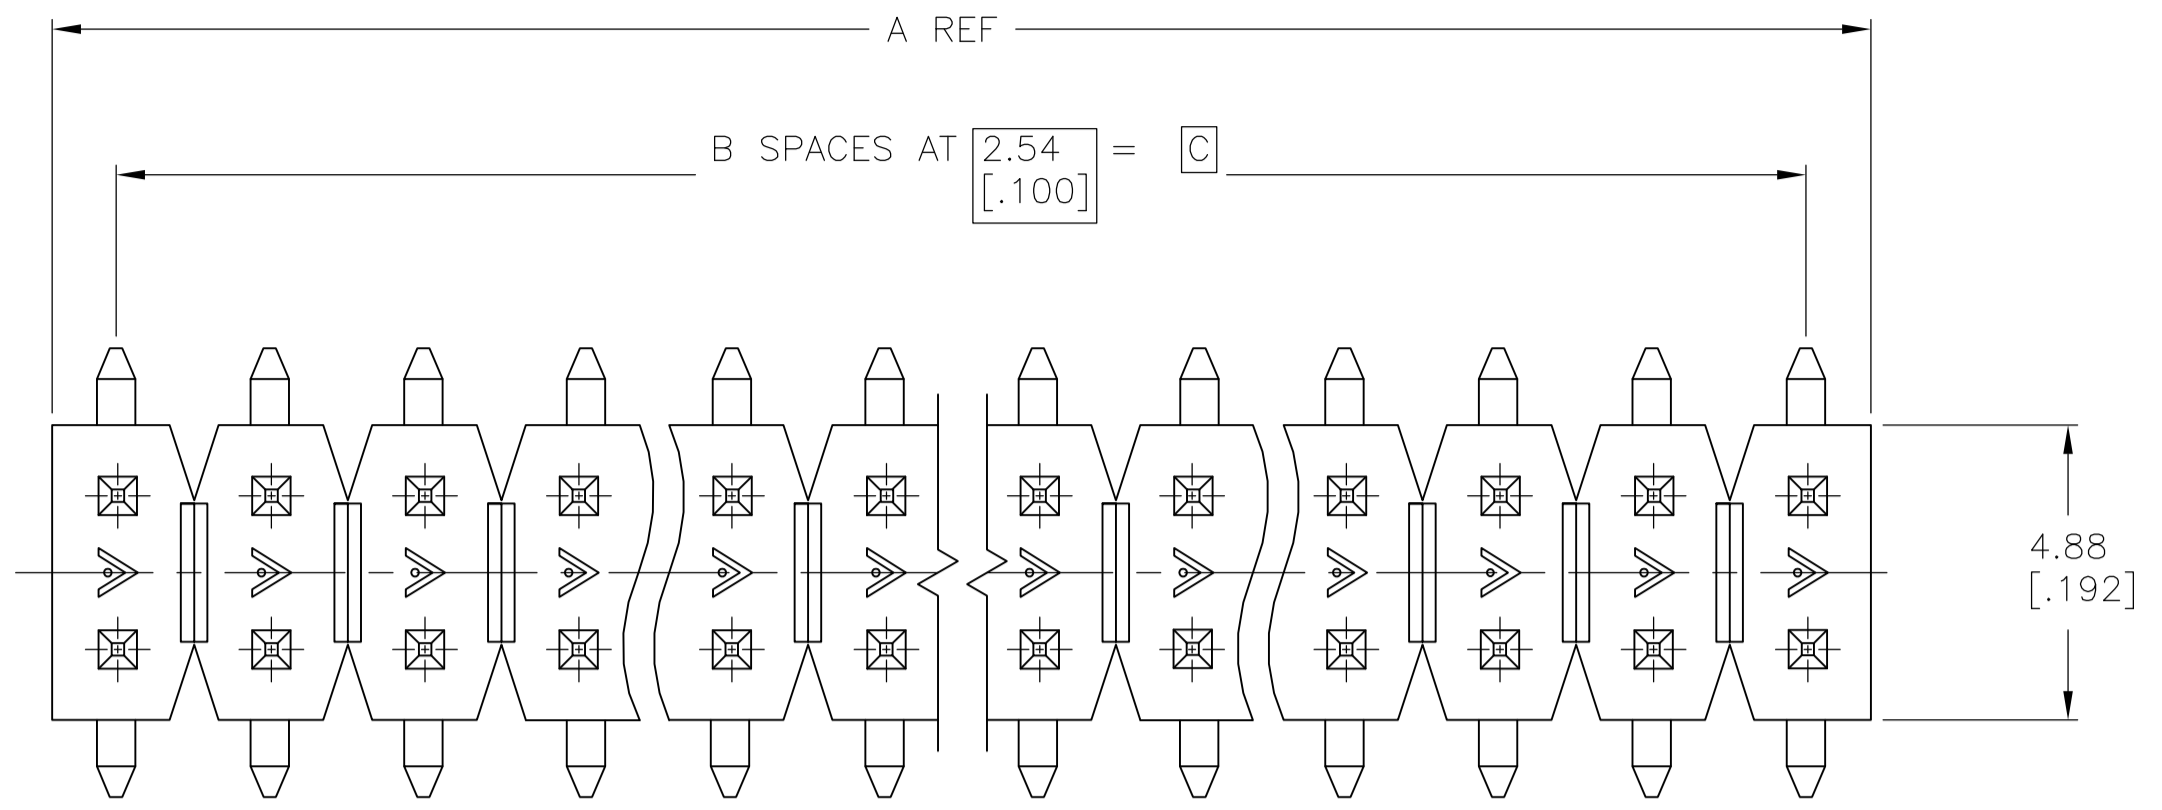 A REF
B SPACES AT 2.54 = C
[.100]
4.88
[.192]